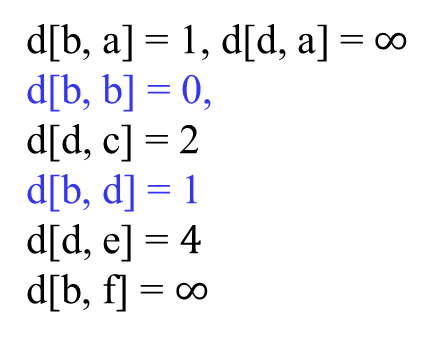 d[b, a] = 1, d[d, a] = ∞
d[b, b] = 0,
d[d, c] = 2
d[b, d] = 1
d[d, e] = 4
d[b, f] = ∞